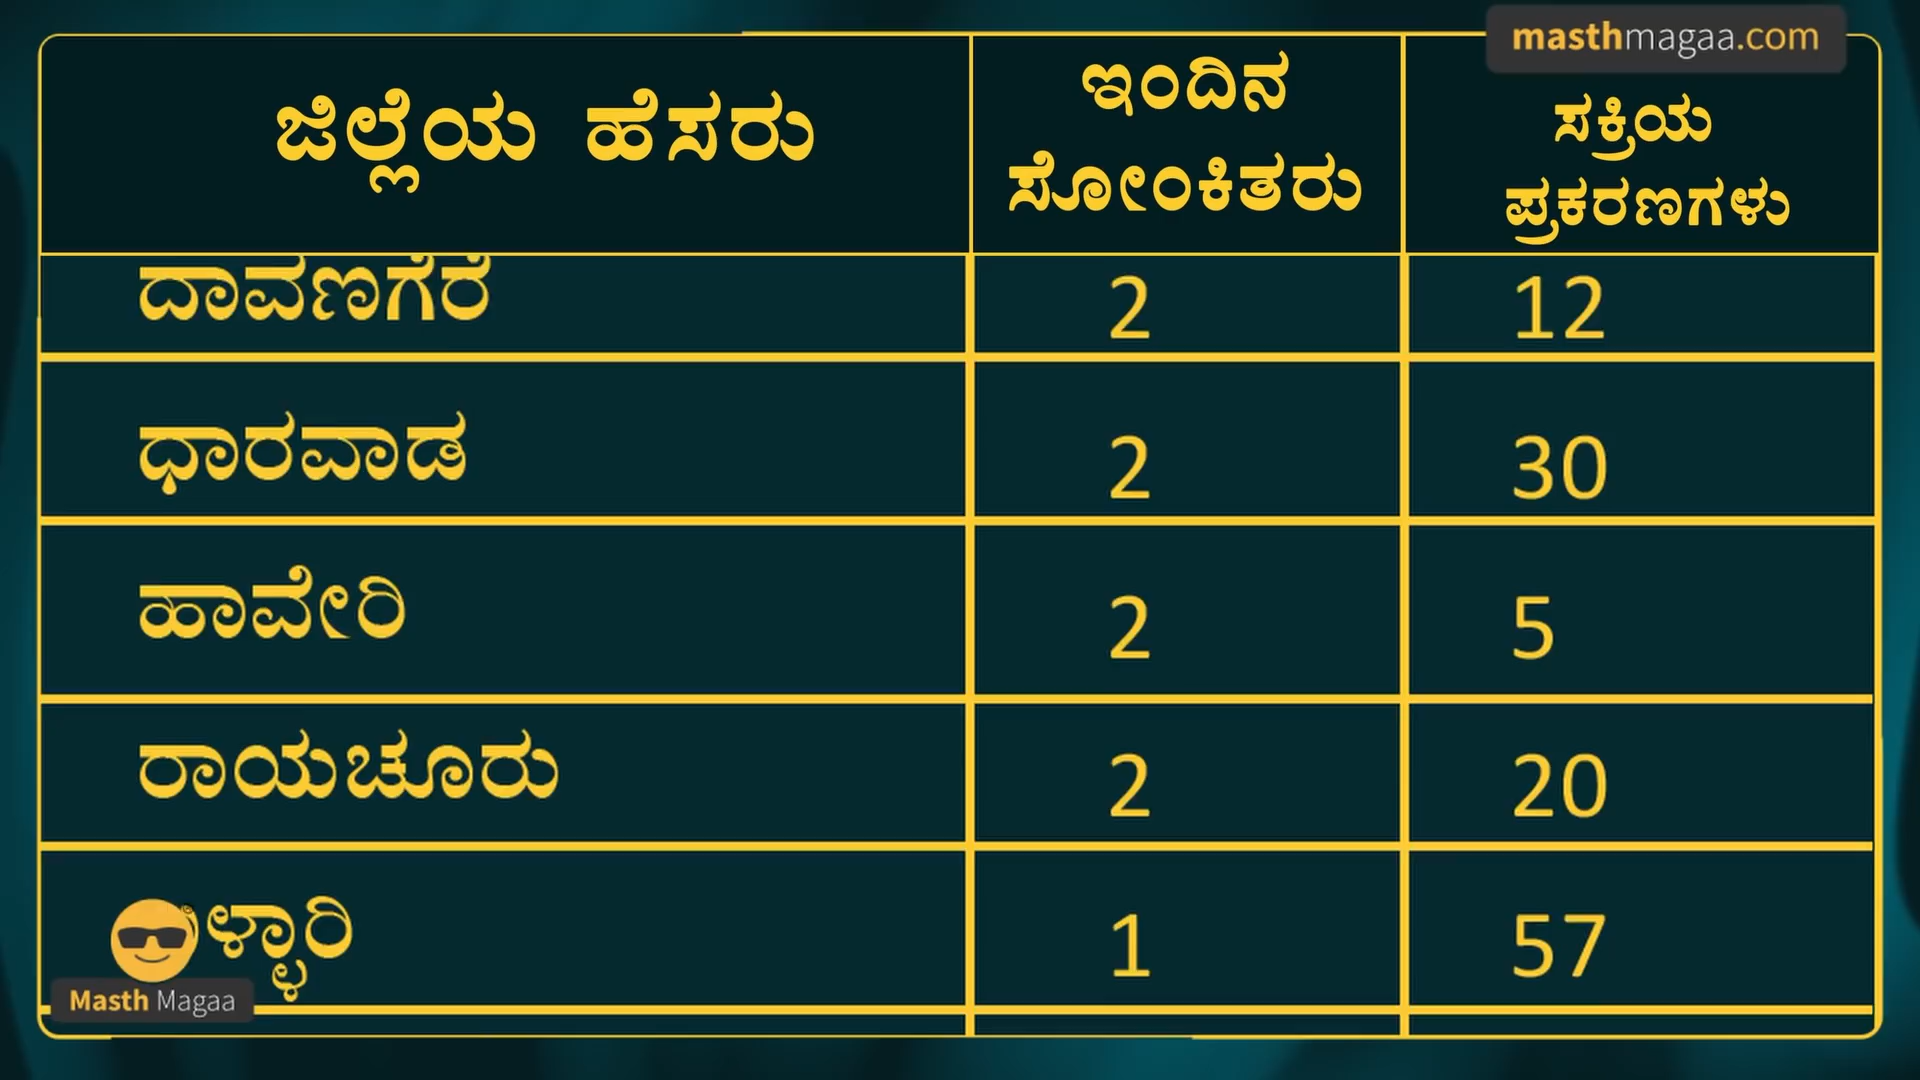 masthmagaa.com
ಜಿಲ್ಲೆಯ ಹೆಸರು
ಇಂದಿನ
ಸೋಂಕಿತರು
ಸಕ್ರಿಯ
ಪ್ರಕರಣಗಳು
ದಾವಣಗೆರೆ 2 12
ಧಾರವಾಡ 2 30
ಹಾವೇರಿ 2 5
ರಾಯಚೂರು 2 20
1 57
Masth Magaa